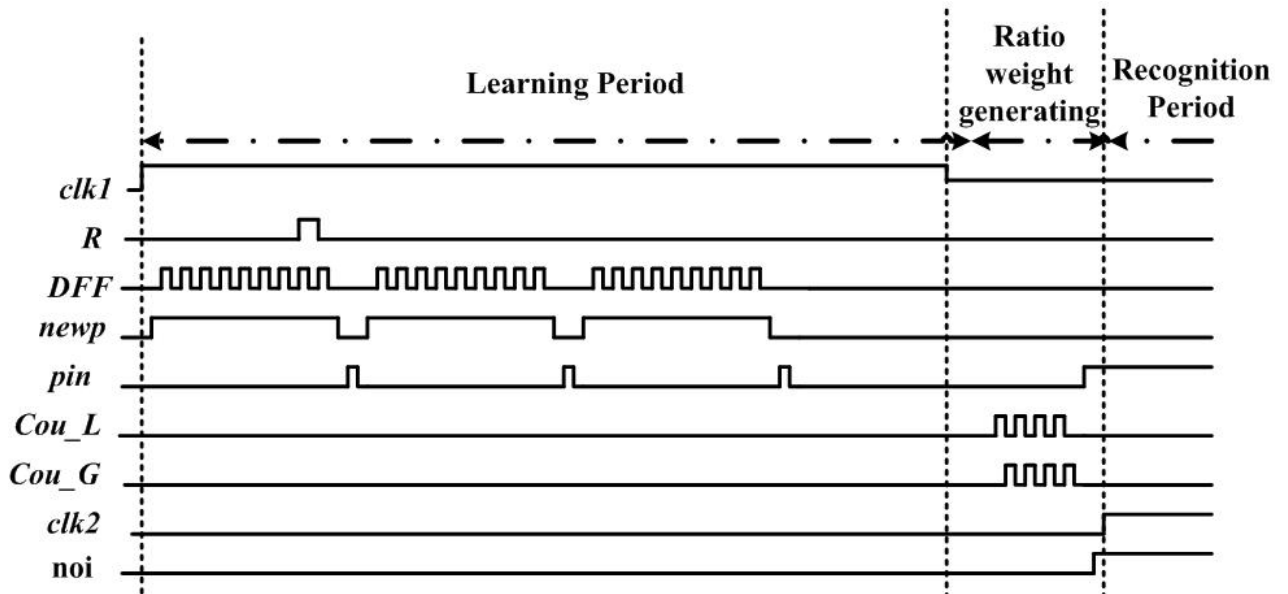 Learning Period
Ratio
weight
generating
Recognition
Period
clk1
R
DFF
newp
pin
Cou_L
Cou_G
clk2
noi